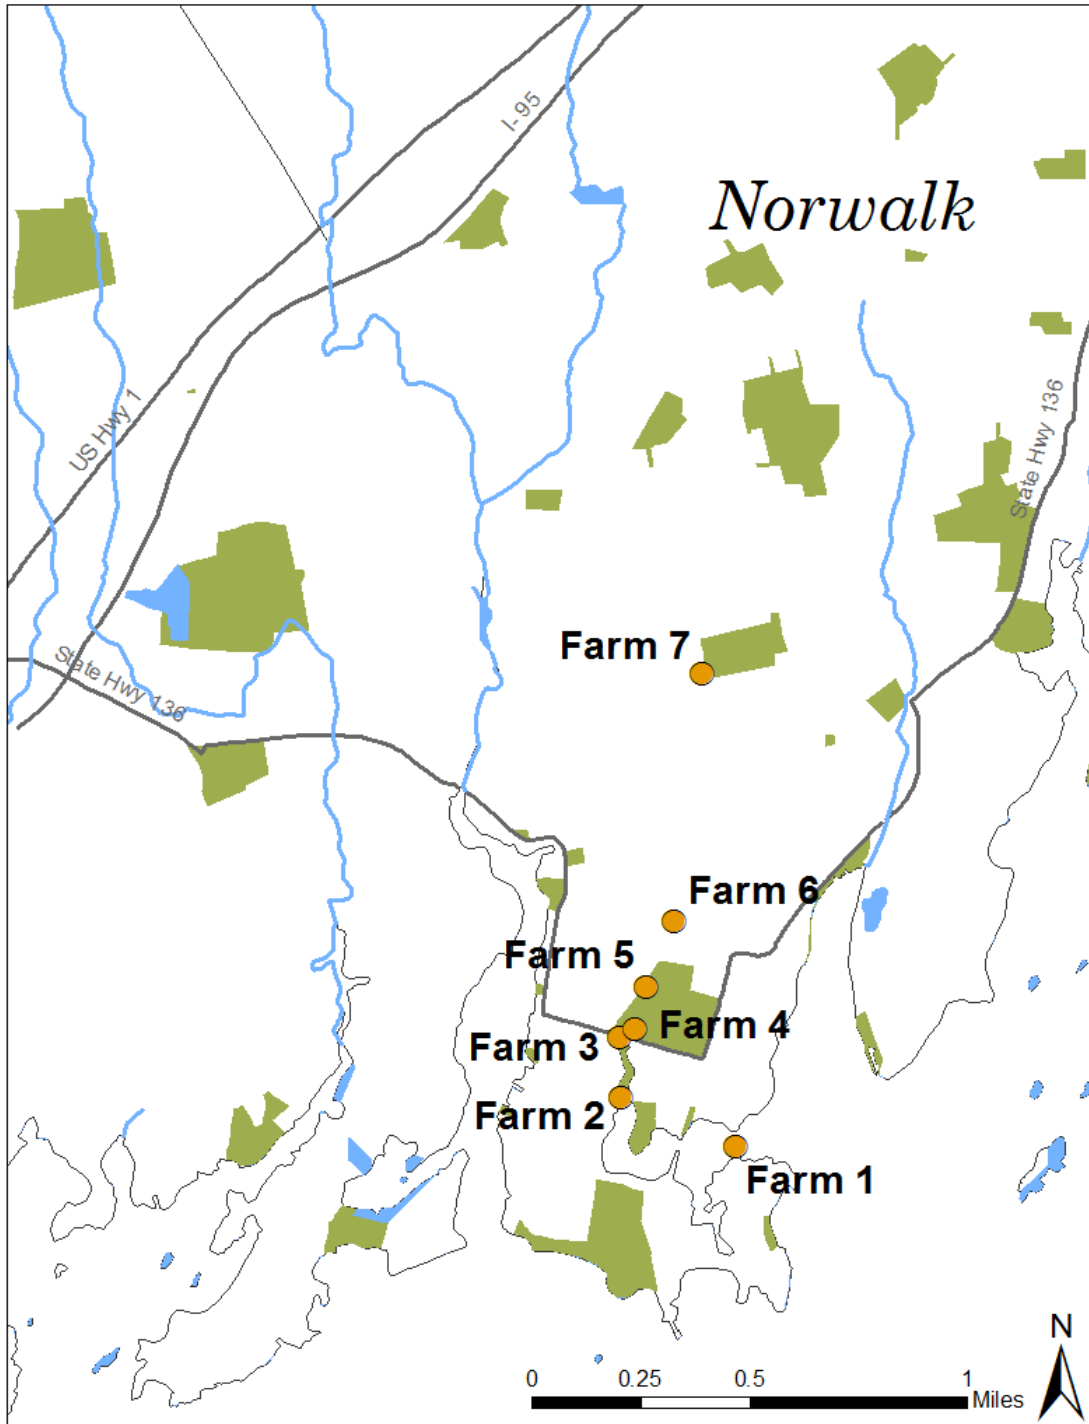 I-95
Norwalk
US Hwy 1
State Hwy 136
Farm 7
State Hwy 136
Farm 6
Farm 5
Farm 4
Farm 3
Farm 2
Farm 1
N
0 0.25 0.5 1
Miles